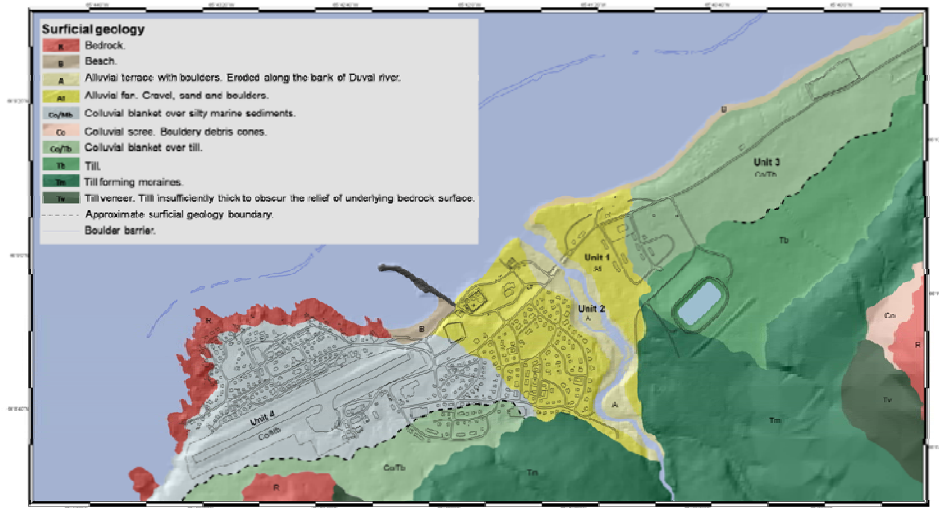 Surficial geology
R Bedrock.
B Beach.
A Alluvial terrace with boulders. Eroded along the bank of Duval river.
At Alluvial fan. Gravel, sand and boulders.
Co/Mb Colluvial blanket over silty marine sediments.
Co Colluvial scree. Bouldery debris cones.
Co/Tb Colluvial blanket over till.
Tb Till.
Tm Till forming moraines.
Tv Till veneer. Till insufficiently thick to obscur the relief of underlying bedrock surface.
Approximate surficial geology boundary.
Boulder barrier.
B
Unit 3
Co/Tb
Tb
Unit 1
At
Unit 2
A
Co
R
R
B
Tv
A
Unit 4
Co/Mb
Tm
Co/Tb
Tm
R